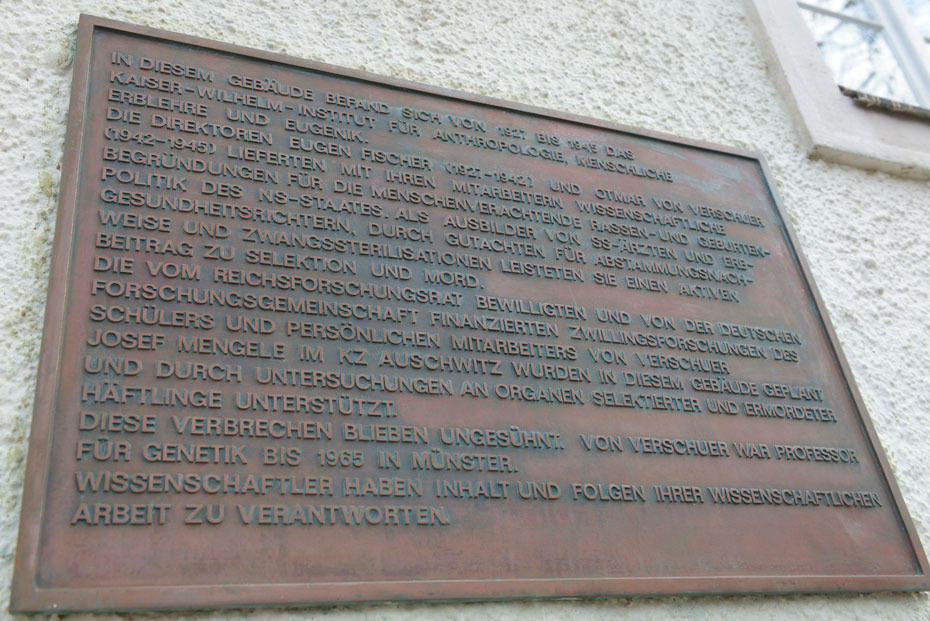 IN DIESEM GEBÄUDE BEFAND SICH VON 1927 BIS 1945 DAS
KAISER-WILHELM-INSTITUT FÜR ANTHROPOLOGIE, MENSCHLICHE
ERBLEHRE UND EUGENIK.
DIE DIREKTOREN EUGEN FISCHER (1927-1942) UND OTMAR VON VERSCHUER
(1942-1945) LIEFERTEN MIT IHREN MITARBEITERN WISSENSCHAFTLICHE
BEGRÜNDUNGEN FÜR DIE MENSCHENVERACHTENDE RASSEN-UND GEBURTEN-
POLITIK DES NS-STAATES. ALS AUSBILDER VON SS-ÄRZTEN UND ERB-
GESUNDHEITSRICHTERN, DURCH GUTACHTEN FÜR ABSTAMMUNGSNACH-
WEISE UND ZWANGSSTERILISATIONEN LEISTETEN SIE EINEN AKTIVEN
BEITRAG ZU SELEKTION UND MORD.
DIE VOM REICHSFORSCHUNGSRAT BEWILLIGTEN UND VON DER DEUTSCHEN
FORSCHUNGSGEMEINSCHAFT FINANZIERTEN ZWILLINGSFORSCHUNGEN DES
SCHÜLERS UND PERSÖNLICHEN MITARBEITERS VON VERSCHUER
JOSEF MENGELE IM KZ AUSCHWITZ WURDEN IN DIESEM GEBÄUDE GEPLANT
UND DURCH UNTERSUCHUNGEN AN ORGANEN SELEKTIERTER UND ERMORDETER
HÄFTLINGE UNTERSTÜTZT.
DIESE VERBRECHEN BLIEBEN UNGESÜHNT. VON VERSCHUER WAR PROFESSOR
FÜR GENETIK BIS 1965 IN MÜNSTER.
WISSENSCHAFTLER HABEN INHALT UND FOLGEN IHRER WISSENSCHAFTLICHEN
ARBEIT ZU VERANTWORTEN.